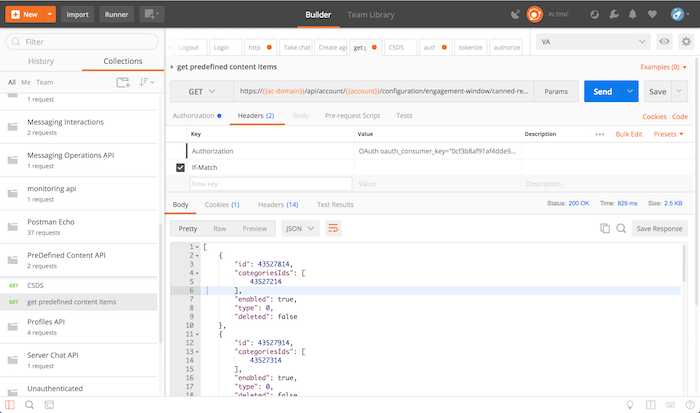 New Import Runner Builder Team Library IN SYNC
Filter
Logout Login http Take chat Create age get p CSDS auth tokenize authorize
VA
History Collections
get predefined content items Examples (0)
All Me Team
GET https://{{ac-domain}}/api/account/{{account}}/configuration/engagement-window/canned-re... Params Send Save
1 request
Messaging Interactions
2 requests
Authorization Headers (2) Body Pre-request Script Tests Cookies Code
Key Value Description Bulk Edit Presets
Messaging Operations API
1 request
Authorization OAuth oauth_consumer_key="0cf3b8af91af4dde9...
If-Match
monitoring api
1 request
New key Value Description
Postman Echo
37 requests
Body Cookies (1) Headers (14) Test Results Status: 200 OK Time: 829 ms Size: 2.5 KB
Pretty Raw Preview JSON Save Response
PreDefined Content API
2 requests
GET CSDS
GET get predefined content items
Profiles API
4 requests
Server Chat API
1 request
Unauthenticated
1 [
2 {
3 "id": 43527814,
4 "categoriesIds": [
5 43527214
6 ],
7 "enabled": true,
8 "type": 0,
9 "deleted": false
10 },
11 {
12 "id": 43527914,
13 "categoriesIds": [
14 43527314
15 ],
16 "enabled": true,
17 "type": 0,
18 "deleted": false